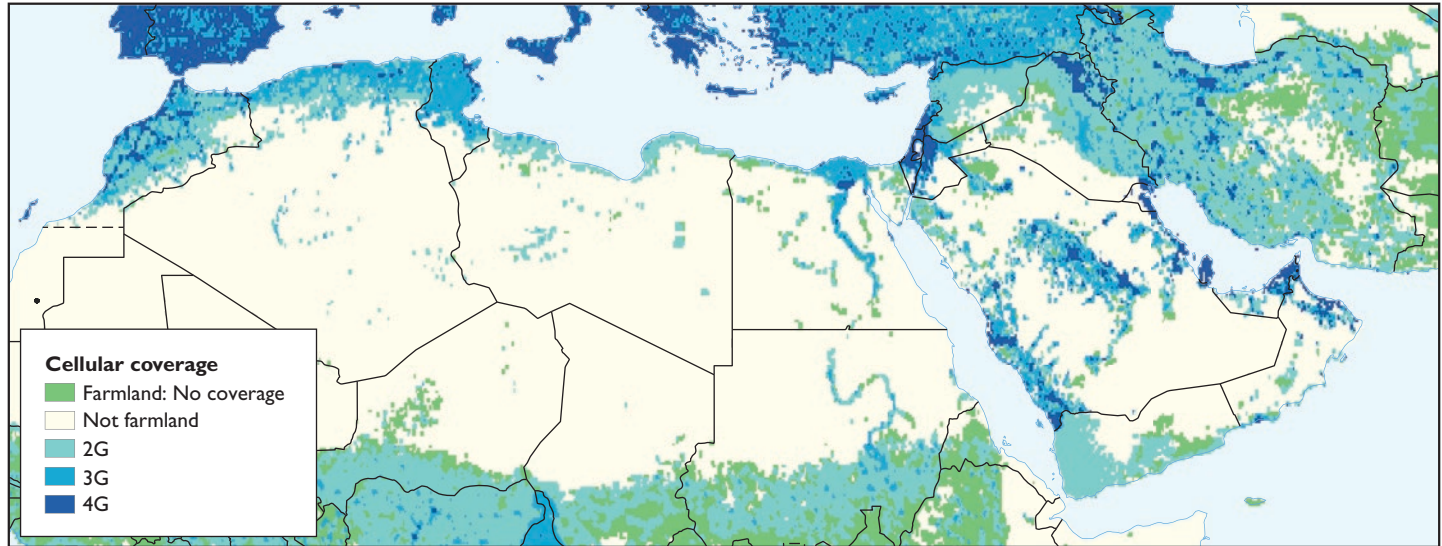 Cellular coverage
Farmland: No coverage
Not farmland
2G
3G
4G